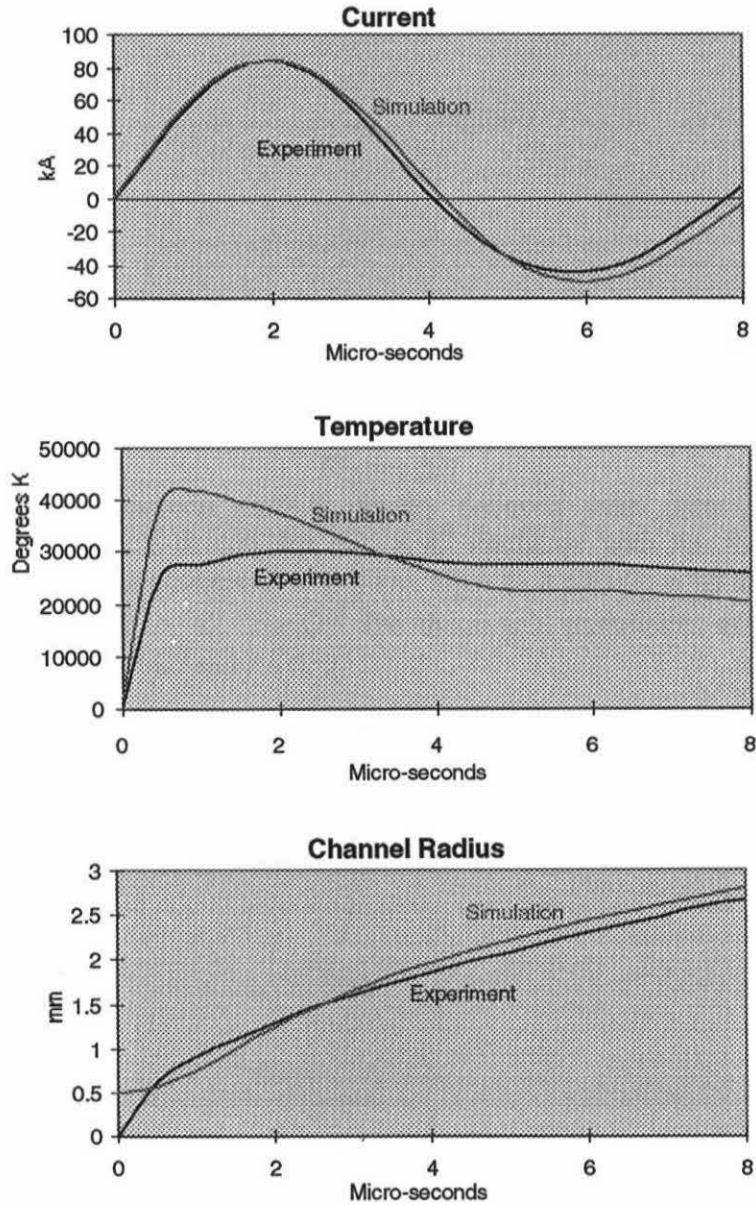 Current
100
80
60
40
20
0
-20
-40
-60
kA
Simulation
Experiment
0 2 4 6 8
Micro-seconds
Temperature
50000
40000
30000
20000
10000
0
Degrees K
Simulation
Experiment
0 2 4 6 8
Micro-seconds
Channel Radius
3
2.5
2
1.5
1
0.5
0
mm
Simulation
Experiment
0 2 4 6 8
Micro-seconds